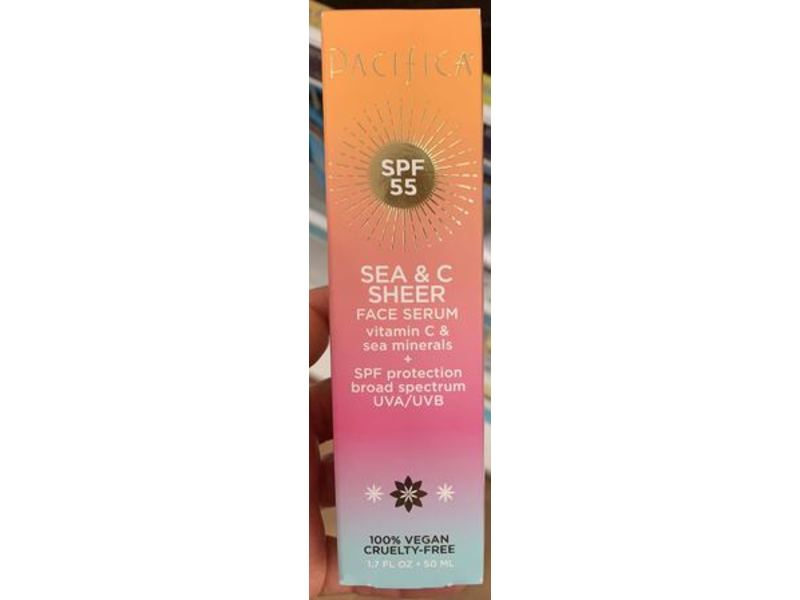 PACIFICA
SPF
55
SEA & C
SHEER
FACE SERUM
vitamin C &
sea minerals
+
SPF protection
broad spectrum
UVA/UVB
100% VEGAN
CRUELTY-FREE
1.7 FL OZ • 50 ML